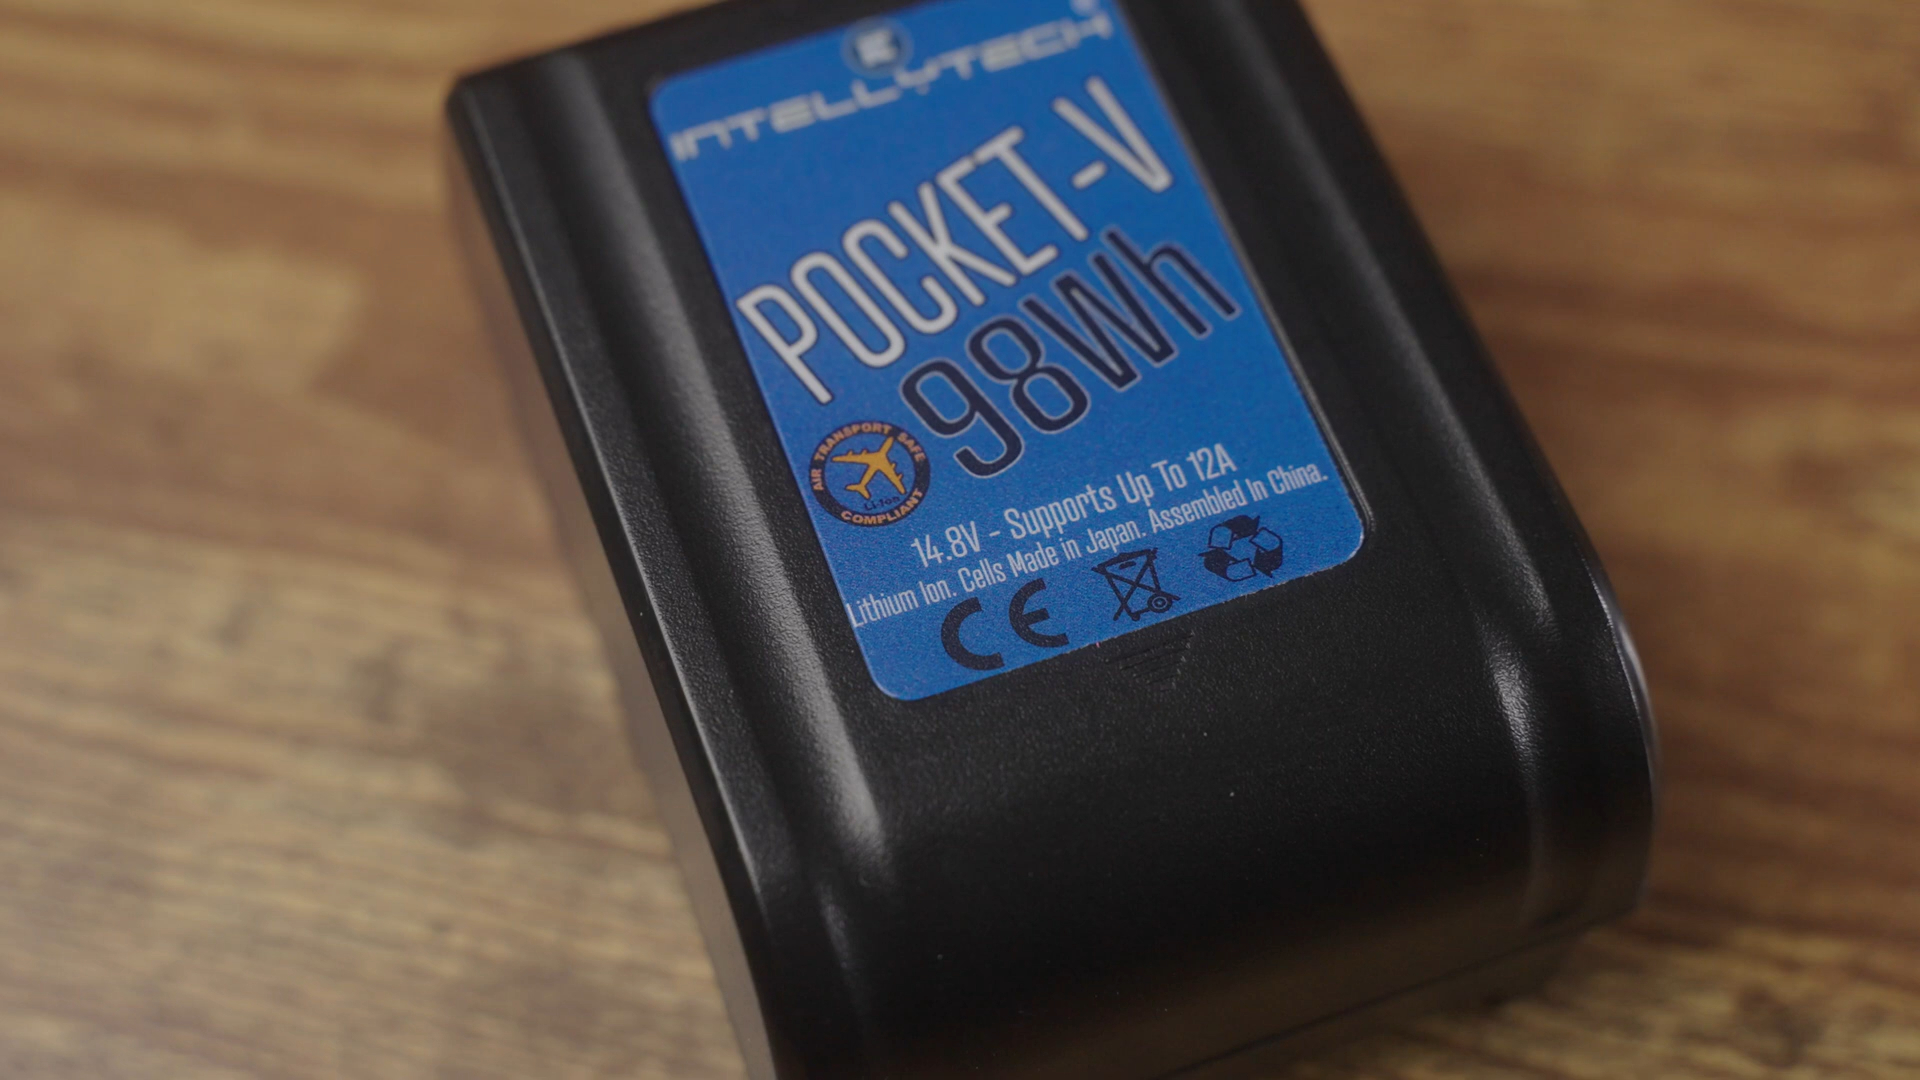 INTELLYTECH®
POCKET-V
98Wh
AIR TRANSPORT SAFE
Li-Ion
COMPLIANT
14.8V - Supports Up To 12A
Lithium Ion. Cells Made in Japan. Assembled In China.
CE